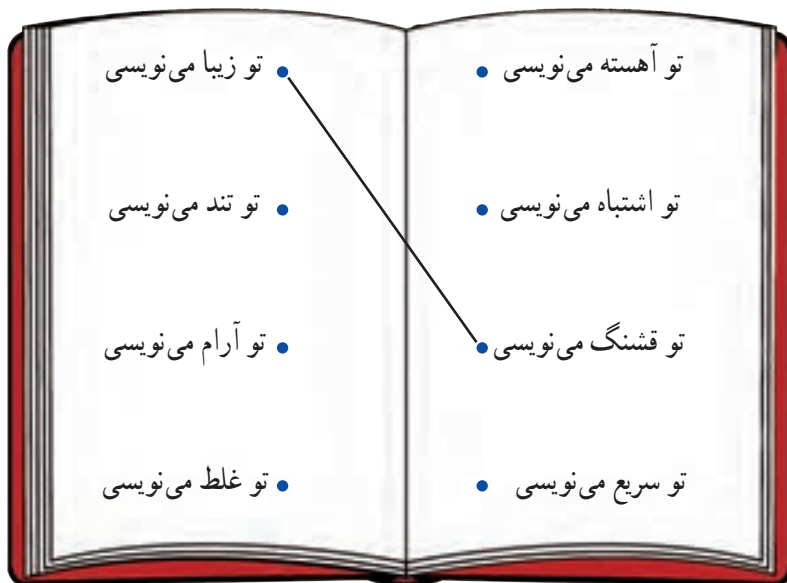 تو آهسته می‌نویسی
تو اشتباه می‌نویسی
تو قشنگ می‌نویسی
تو سریع می‌نویسی
تو زیبا می‌نویسی
تو تند می‌نویسی
تو آرام می‌نویسی
تو غلط می‌نویسی